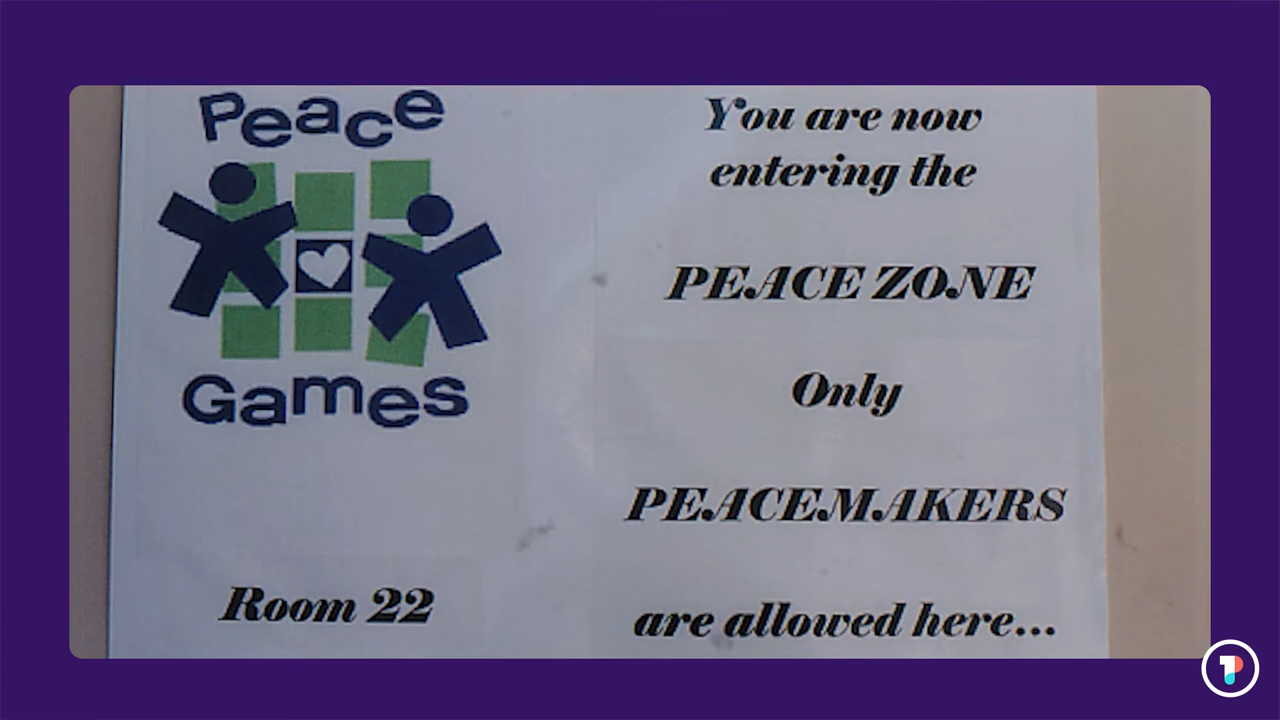 Peace
Games
Room 22
You are now
entering the
PEACE ZONE
Only
PEACEMAKERS
are allowed here...